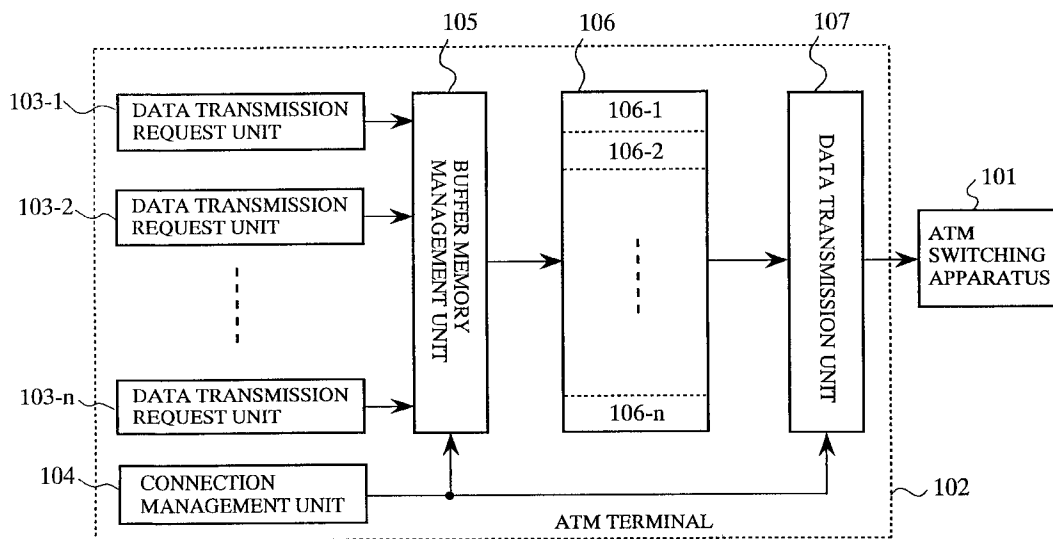 105
106
107
103-1
DATA TRANSMISSION
REQUEST UNIT
103-2
DATA TRANSMISSION
REQUEST UNIT
103-n
DATA TRANSMISSION
REQUEST UNIT
104
CONNECTION
MANAGEMENT UNIT
BUFFER MEMORY
MANAGEMENT UNIT
106-1
106-2
106-n
DATA TRANSMISSION UNIT
101
ATM
SWITCHING
APPARATUS
102
ATM TERMINAL